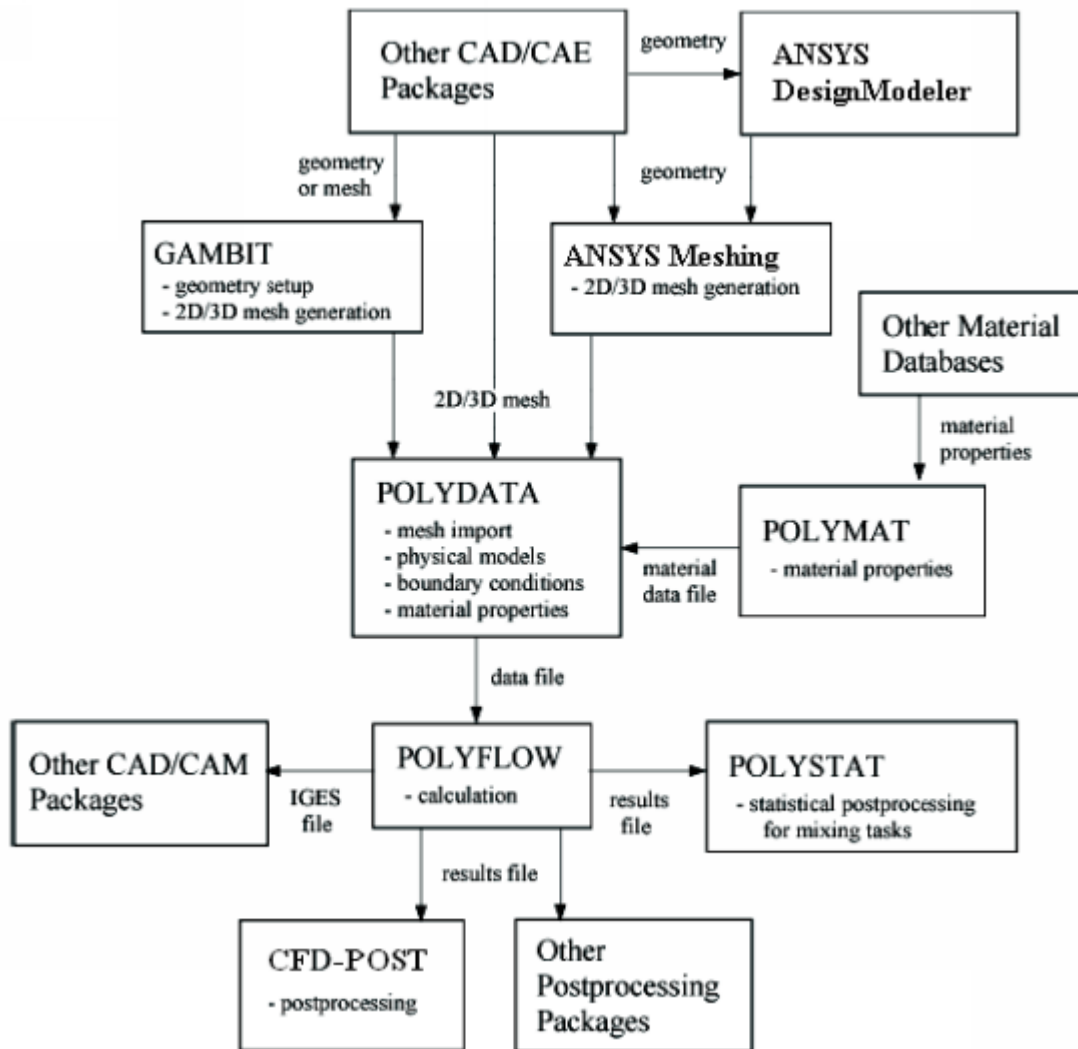 Other CAD/CAE
Packages
geometry
ANSYS
DesignModeler
geometry
or mesh
geometry
GAMBIT
- geometry setup
- 2D/3D mesh generation
ANSYS Meshing
- 2D/3D mesh generation
Other Material
Databases
2D/3D mesh
material
properties
POLYDATA
- mesh import
- physical models
- boundary conditions
- material properties
material
data file
POLYMAT
- material properties
data file
Other CAD/CAM
Packages
IGES
file
POLYFLOW
- calculation
results
file
POLYSTAT
- statistical postprocessing
for mixing tasks
results file
CFD-POST
- postprocessing
Other
Postprocessing
Packages